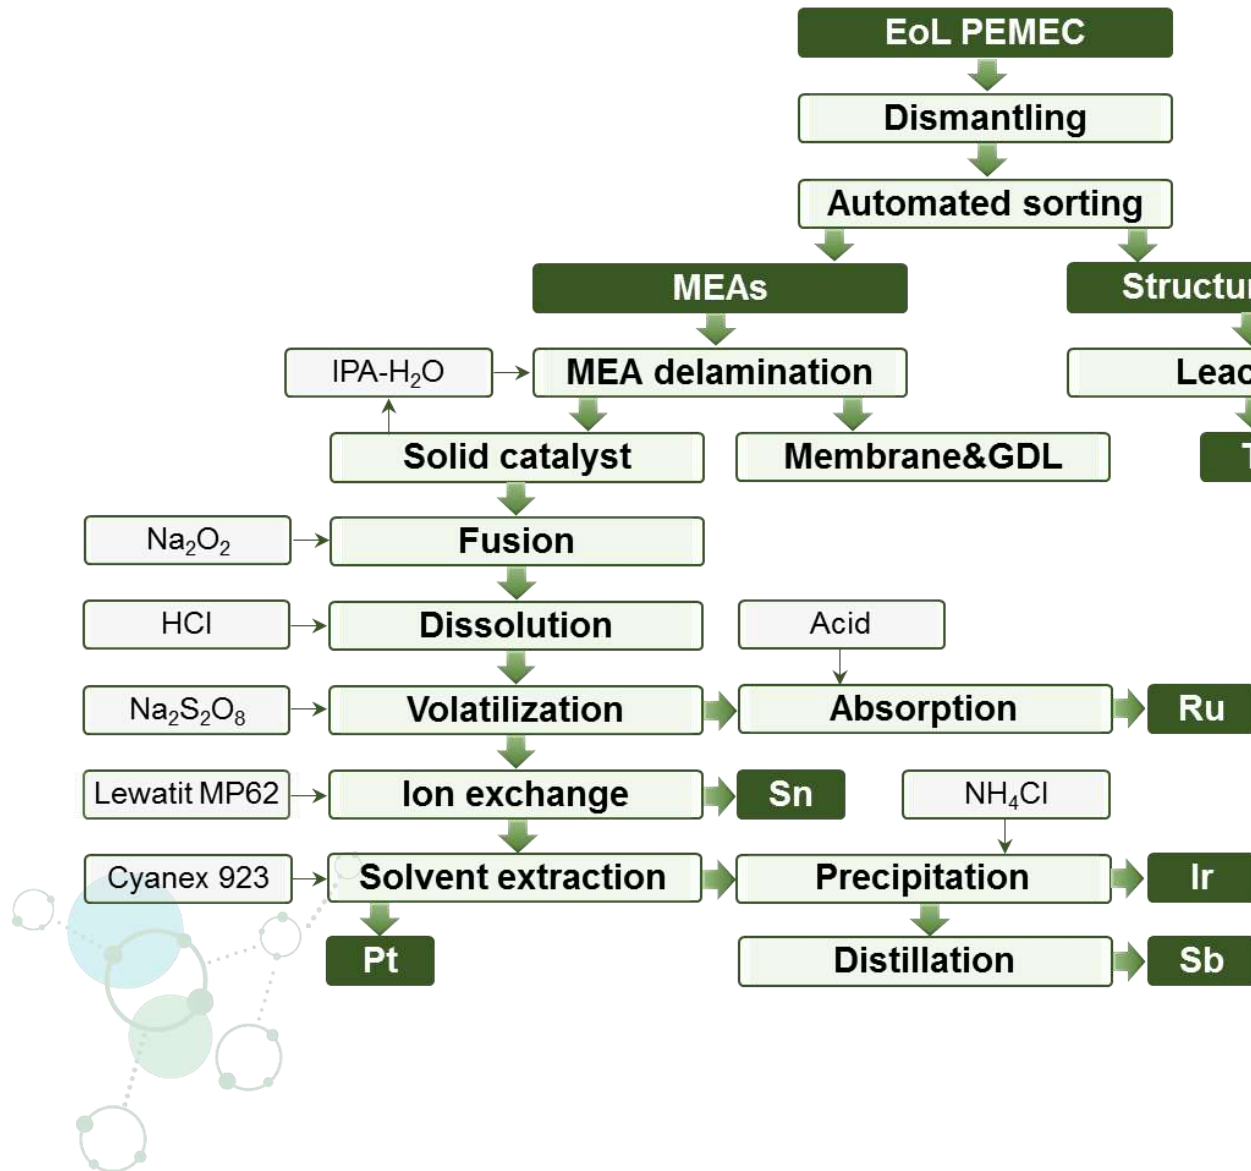 EoL PEMEC
Dismantling
Automated sorting
MEAs
IPA-H₂O
MEA delamination
Solid catalyst
Membrane&GDL
Na₂O₂
Fusion
HCl
Dissolution
Acid
Na₂S₂O₈
Volatilization
Absorption
Ru
Lewatit MP62
Ion exchange
Sn
NH₄Cl
Cyanex 923
Solvent extraction
Precipitation
Ir
Pt
Distillation
Sb